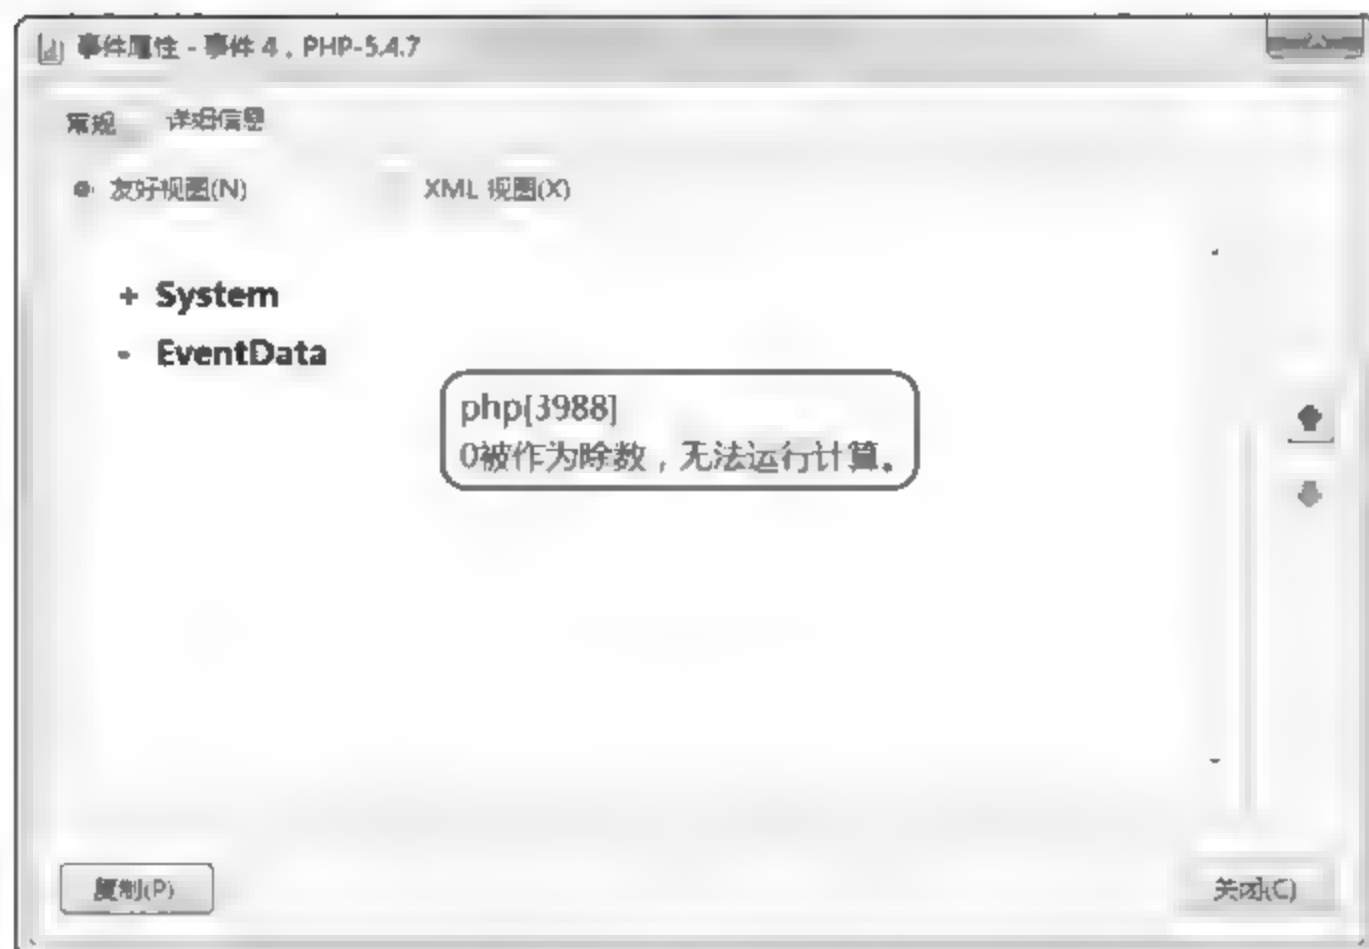 事件属性 - 事件 4，PHP-5.4.7
常规 详细信息
友好视图(N) XML 视图(X)
+ System
- EventData
php[3988]
0被作为除数，无法运行计算。
复制(P) 关闭(C)